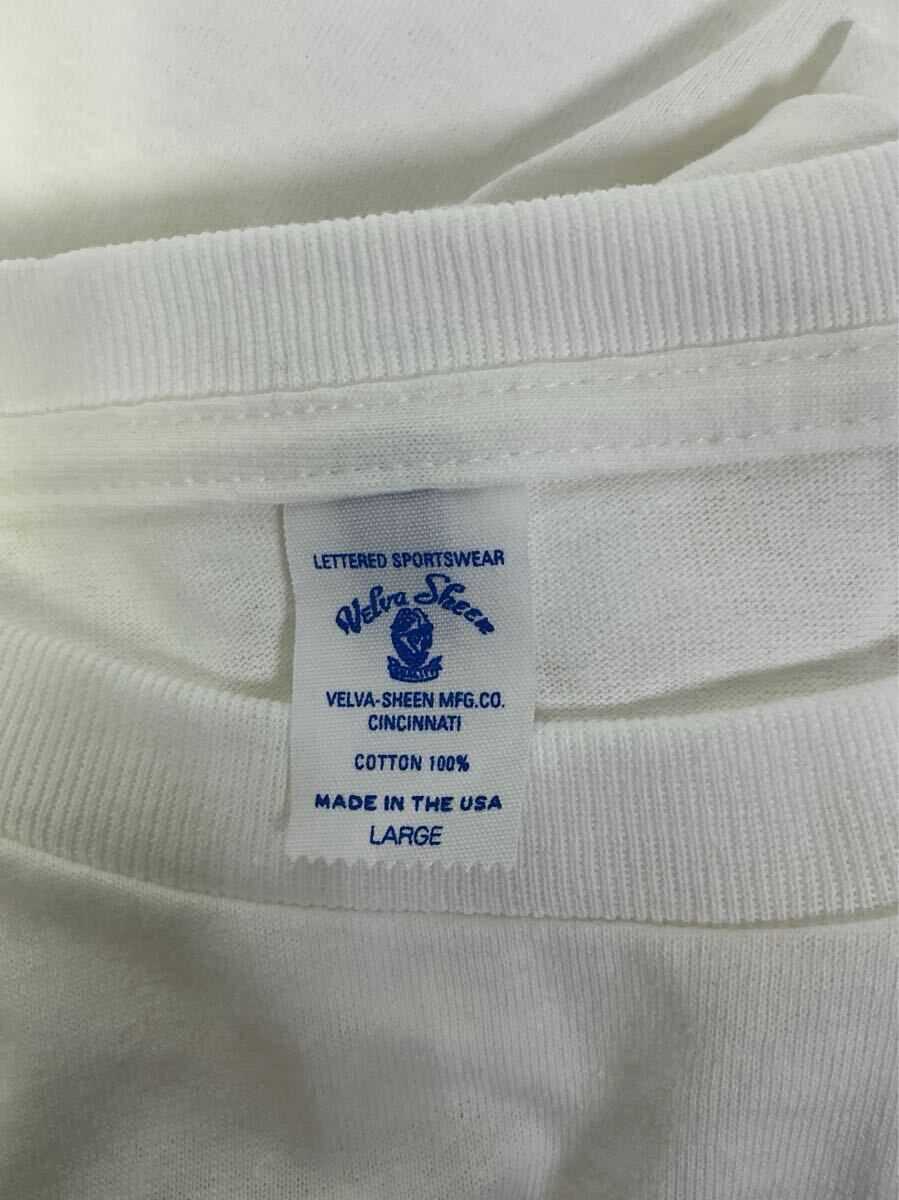 LETTERED SPORTSWEAR
Velva Sheen
VELVA-SHEEN MFG.CO.
CINCINNATI
COTTON 100%
MADE IN THE USA
LARGE